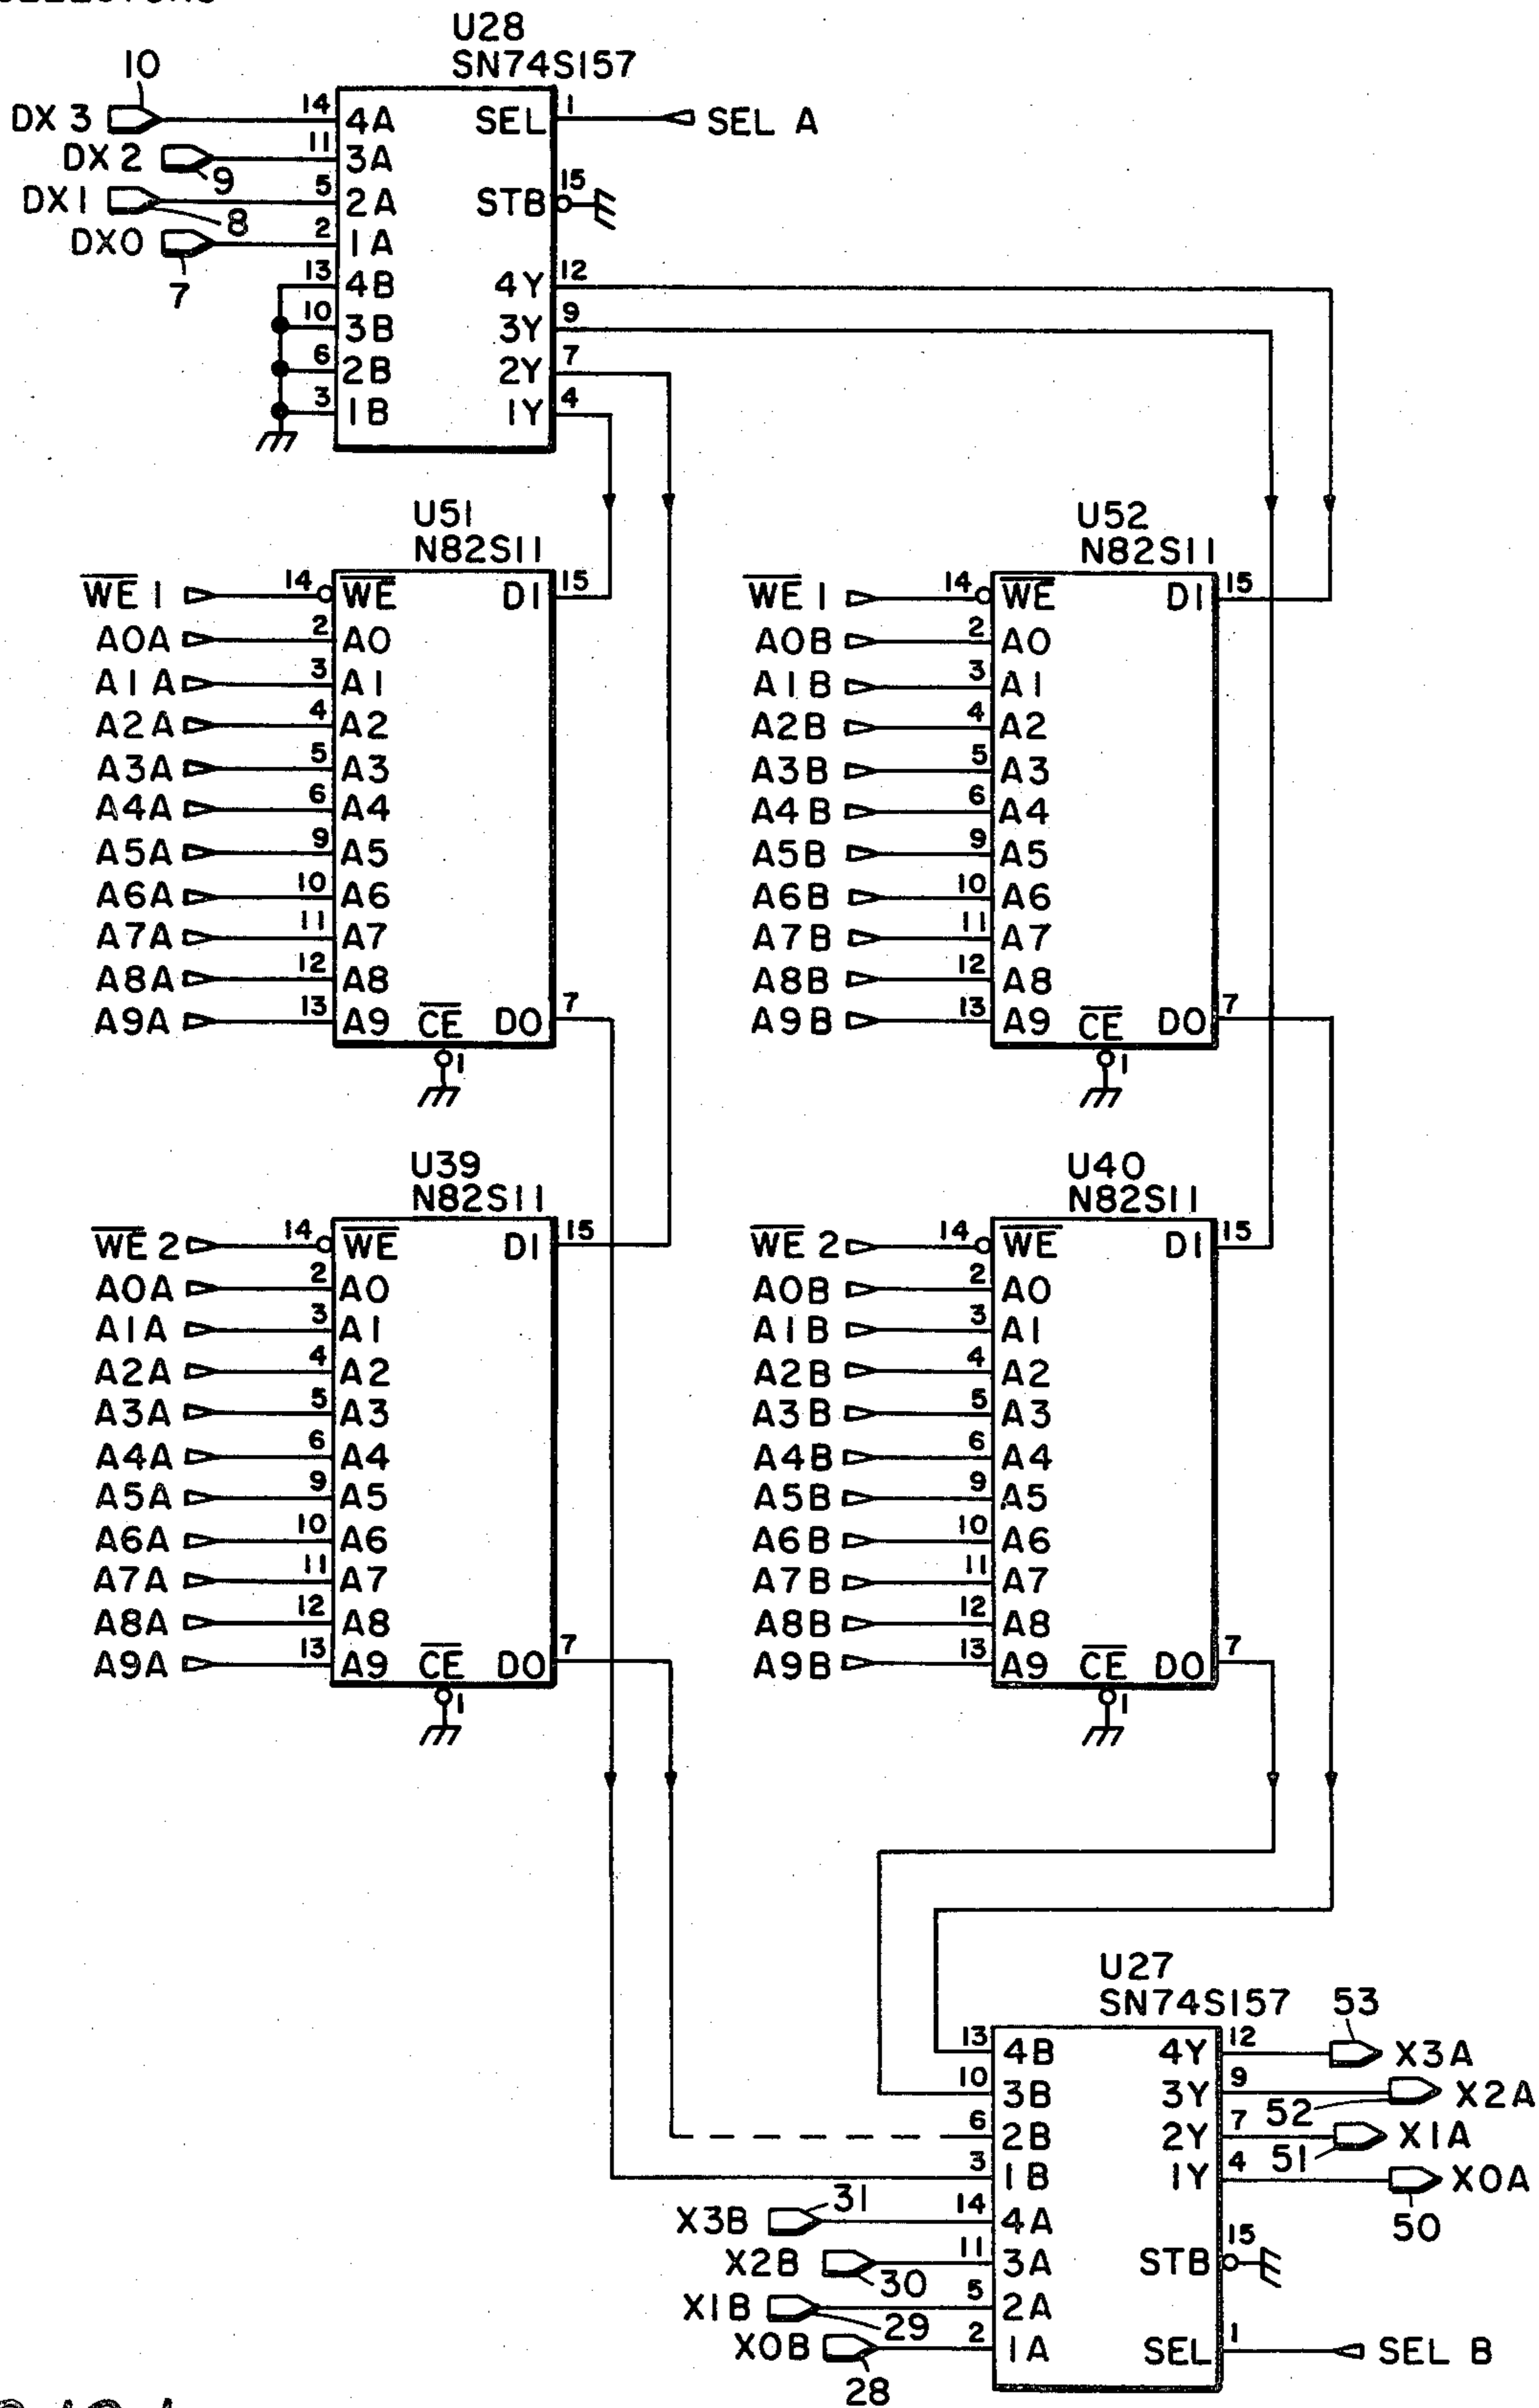 U28
SN74S157
10
DX 3
14
4A
SEL
1
SEL A
DX 2
9
11
3A
DX1
8
5
2A
STB
15
DX0
7
2
1A
13
4B
4Y
12
10
3B
3Y
9
6
2B
2Y
7
3
1B
1Y
4
U51
N82S11
WE 1
14
WE
DI
15
A0A
2
A0
A1A
3
A1
A2A
4
A2
A3A
5
A3
A4A
6
A4
A5A
9
A5
A6A
10
A6
A7A
11
A7
A8A
12
A8
A9A
13
A9
CE
DO
7
1
U52
N82S11
WE 1
14
WE
DI
15
A0B
2
A0
A1B
3
A1
A2B
4
A2
A3B
5
A3
A4B
6
A4
A5B
9
A5
A6B
10
A6
A7B
11
A7
A8B
12
A8
A9B
13
A9
CE
DO
7
1
U39
N82S11
WE 2
14
WE
DI
15
A0A
2
A0
A1A
3
A1
A2A
4
A2
A3A
5
A3
A4A
6
A4
A5A
9
A5
A6A
10
A6
A7A
11
A7
A8A
12
A8
A9A
13
A9
CE
DO
7
1
U40
N82S11
WE 2
14
WE
DI
15
A0B
2
A0
A1B
3
A1
A2B
4
A2
A3B
5
A3
A4B
6
A4
A5B
9
A5
A6B
10
A6
A7B
11
A7
A8B
12
A8
A9B
13
A9
CE
DO
7
1
U27
SN74S157
13
4B
4Y
12
53
X3A
10
3B
3Y
9
52
X2A
6
2B
2Y
7
51
X1A
3
1B
1Y
4
50
X0A
X3B
31
14
4A
X2B
30
11
3A
STB
15
X1B
29
5
2A
X0B
28
2
1A
SEL
1
SEL B